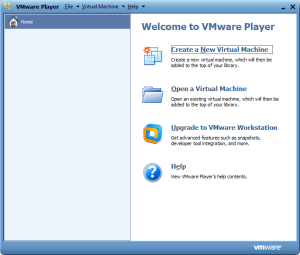 VMware Player File Virtual Machine Help
Home
Welcome to VMware Player
Create a New Virtual Machine
Create a new virtual machine, which will then be
added to the top of your library.
Open a Virtual Machine
Open an existing virtual machine, which will then be
added to the top of your library.
Upgrade to VMware Workstation
Get advanced features such as snapshots,
developer tool integration, and more.
Help
View VMware Player's help contents.
vmware